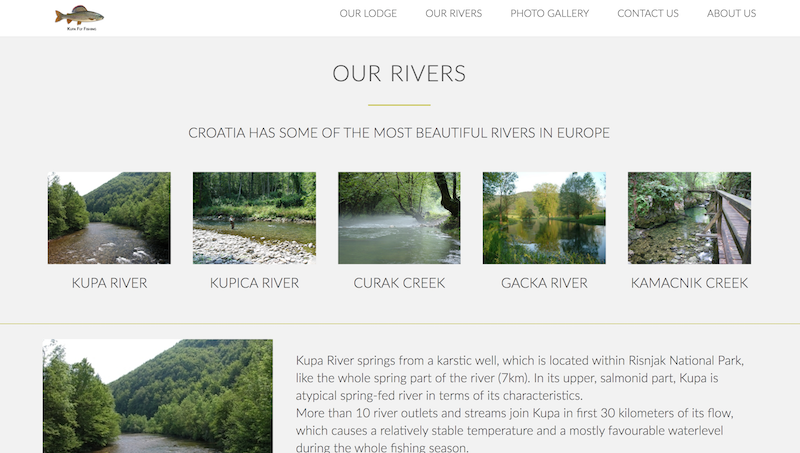 OUR LODGE OUR RIVERS PHOTO GALLERY CONTACT US ABOUT US
OUR RIVERS
CROATIA HAS SOME OF THE MOST BEAUTIFUL RIVERS IN EUROPE
KUPA RIVER KUPICA RIVER CURAK CREEK GACKA RIVER KAMACNIK CREEK
Kupa River springs from a karstic well, which is located within Risnjak National Park,
like the whole spring part of the river (7km). In its upper, salmonid part, Kupa is
atypical spring-fed river in terms of its characteristics.
More than 10 river outlets and streams join Kupa in first 30 kilometers of its flow,
which causes a relatively stable temperature and a mostly favourable waterlevel
during the whole fishing season.